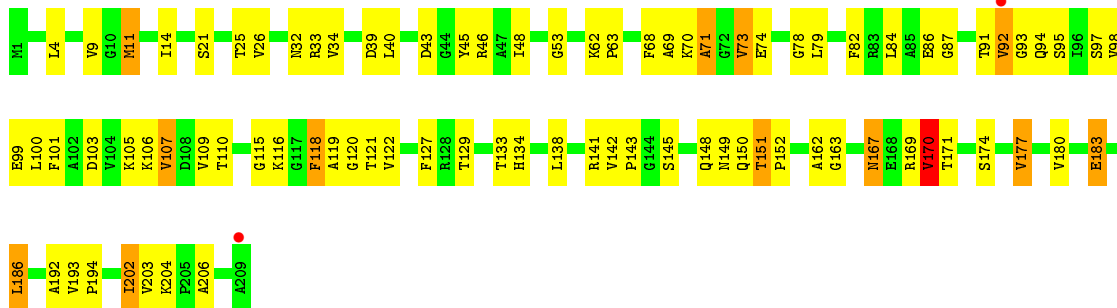 M1 L4 V9 G10 M11 I14 S21 T25 V26 N32 R33 V34 D39 L40 D43 G44 Y45 R46 A47 I48 G53 K62 P63 F68 A69 K70 A71 G72 V73 E74 G78 L79 F82 R83 L84 A85 E86 G87 T91 V92 G93 Q94 S95 I96 S97 V98
E99 L100 F101 A102 D103 V104 K105 K106 V107 D108 V109 T110 G115 K116 G117 F118 A119 G120 T121 V122 F127 R128 T129 T133 H134 L138 R141 V142 P143 G144 S145 Q148 N149 Q150 T151 P152 A162 G163 N167 E168 R169 V170 T171 S174 V177 V180 E183
L186 A192 V193 P194 I202 V203 K204 P205 A206 A209